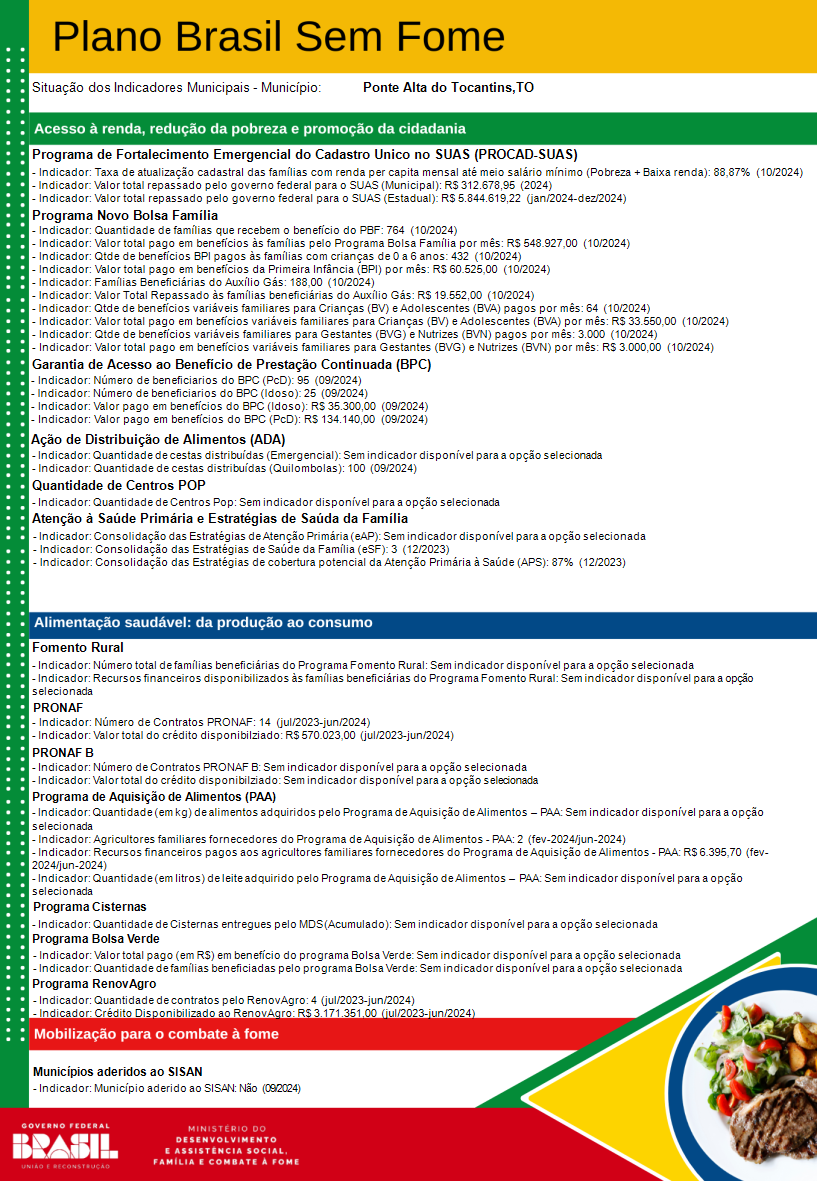 Plano Brasil Sem Fome
Situação dos Indicadores Municipais - Município: Ponte Alta do Tocantins,TO
Acesso à renda, redução da pobreza e promoção da cidadania
Programa de Fortalecimento Emergencial do Cadastro Unico no SUAS (PROCAD-SUAS)
- Indicador: Taxa de atualização cadastral das famílias com renda per capita mensal até meio salário mínimo (Pobreza + Baixa renda): 88,87% (10/2024)
- Indicador: Valor total repassado pelo governo federal para o SUAS (Municipal): R$ 312.678,95 (2024)
- Indicador: Valor total repassado pelo governo federal para o SUAS (Estadual): R$ 5.844.619,22 (jan/2024-dez/2024)
Programa Novo Bolsa Família
- Indicador: Quantidade de famílias que recebem o benefício do PBF: 764 (10/2024)
- Indicador: Valor total pago em benefícios às famílias pelo Programa Bolsa Família por mês: R$ 548.927,00 (10/2024)
- Indicador: Qtde de benefícios BPI pagos às famílias com crianças de 0 a 6 anos: 432 (10/2024)
- Indicador: Valor total pago em benefícios da Primeira Infância (BPI) por mês: R$ 60.525,00 (10/2024)
- Indicador: Famílias Beneficiárias do Auxílio Gás: 188,00 (10/2024)
- Indicador: Valor Total Repassado às famílias beneficiárias do Auxílio Gás: R$ 19.552,00 (10/2024)
- Indicador: Qtde de benefícios variáveis familiares para Crianças (BV) e Adolescentes (BVA) pagos por mês: 64 (10/2024)
- Indicador: Valor total pago em benefícios variáveis familiares para Crianças (BV) e Adolescentes (BVA) por mês: R$ 33.550,00 (10/2024)
- Indicador: Qtde de benefícios variáveis familiares para Gestantes (BVG) e Nutrizes (BVN) pagos por mês: 3.000 (10/2024)
- Indicador: Valor total pago em benefícios variáveis familiares para Gestantes (BVG) e Nutrizes (BVN) por mês: R$ 3.000,00 (10/2024)
Garantia de Acesso ao Benefício de Prestação Continuada (BPC)
- Indicador: Número de beneficiarios do BPC (PcD): 95 (09/2024)
- Indicador: Número de beneficiarios do BPC (Idoso): 25 (09/2024)
- Indicador: Valor pago em benefícios do BPC (Idoso): R$ 35.300,00 (09/2024)
- Indicador: Valor pago em benefícios do BPC (PcD): R$ 134.140,00 (09/2024)
Ação de Distribuição de Alimentos (ADA)
- Indicador: Quantidade de cestas distribuídas (Emergencial): Sem indicador disponível para a opção selecionada
- Indicador: Quantidade de cestas distribuídas (Quilombolas): 100 (09/2024)
Quantidade de Centros POP
- Indicador: Quantidade de Centros Pop: Sem indicador disponível para a opção selecionada
Atenção à Saúde Primária e Estratégias de Saúda da Família
- Indicador: Consolidação das Estratégias de Atenção Primária (eAP): Sem indicador disponível para a opção selecionada
- Indicador: Consolidação das Estratégias de Saúde da Família (eSF): 3 (12/2023)
- Indicador: Consolidação das Estratégias de cobertura potencial da Atenção Primária à Saúde (APS): 87% (12/2023)
Alimentação saudável: da produção ao consumo
Fomento Rural
- Indicador: Número total de famílias beneficiárias do Programa Fomento Rural: Sem indicador disponível para a opção selecionada
- Indicador: Recursos financeiros disponibilizados às famílias beneficiárias do Programa Fomento Rural: Sem indicador disponível para a opção
selecionada
PRONAF
- Indicador: Número de Contratos PRONAF: 14 (jul/2023-jun/2024)
- Indicador: Valor total do crédito disponibilziado: R$ 570.023,00 (jul/2023-jun/2024)
PRONAF B
- Indicador: Número de Contratos PRONAF B: Sem indicador disponível para a opção selecionada
- Indicador: Valor total do crédito disponibilziado: Sem indicador disponível para a opção selecionada
Programa de Aquisição de Alimentos (PAA)
- Indicador: Quantidade (em kg) de alimentos adquiridos pelo Programa de Aquisição de Alimentos – PAA: Sem indicador disponível para a opção
selecionada
- Indicador: Agricultores familiares fornecedores do Programa de Aquisição de Alimentos - PAA: 2 (fev-2024/jun-2024)
- Indicador: Recursos financeiros pagos aos agricultores familiares fornecedores do Programa de Aquisição de Alimentos - PAA: R$ 6.395,70 (fev-
2024/jun-2024)
- Indicador: Quantidade (em litros) de leite adquirido pelo Programa de Aquisição de Alimentos – PAA: Sem indicador disponível para a opção
selecionada
Programa Cisternas
- Indicador: Quantidade de Cisternas entregues pelo MDS (Acumulado): Sem indicador disponível para a opção selecionada
Programa Bolsa Verde
- Indicador: Valor total pago (em R$) em benefício do programa Bolsa Verde: Sem indicador disponível para a opção selecionada
- Indicador: Quantidade de famílias beneficiadas pelo programa Bolsa Verde: Sem indicador disponível para a opção selecionada
Programa RenovAgro
- Indicador: Quantidade de contratos pelo RenovAgro: 4 (jul/2023-jun/2024)
- Indicador: Crédito Disponibilizado ao RenovAgro: R$ 3.171.351,00 (jul/2023-jun/2024)
Mobilização para o combate à fome
Municípios aderidos ao SISAN
- Indicador: Município aderido ao SISAN: Não (09/2024)
GOVERNO FEDERAL
BRASIL
UNIÃO E RECONSTRUÇÃO
MINISTÉRIO DO
DESENVOLVIMENTO
E ASSISTÊNCIA SOCIAL,
FAMÍLIA E COMBATE À FOME